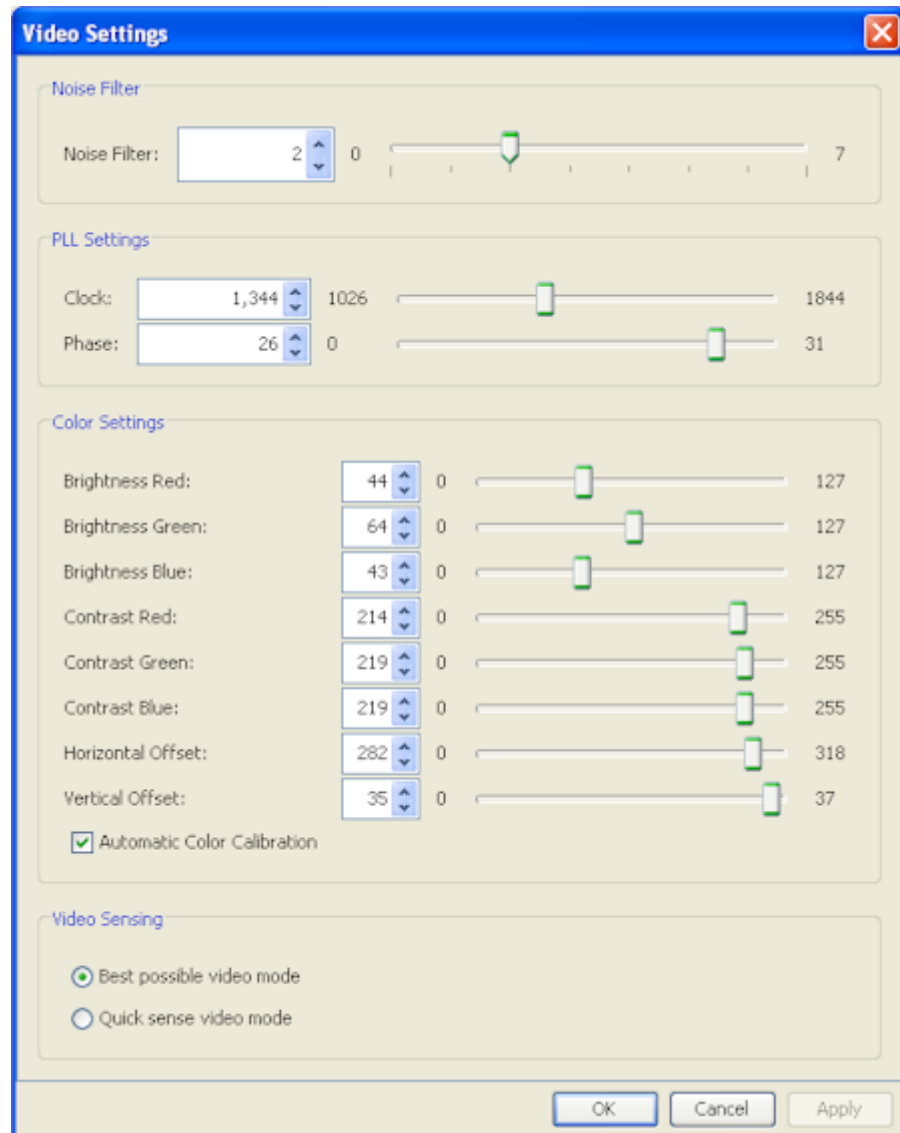 Video Settings
Noise Filter
Noise Filter: 2 0 7
PLL Settings
Clock: 1,344 1026 1844
Phase: 26 0 31
Color Settings
Brightness Red: 44 0 127
Brightness Green: 64 0 127
Brightness Blue: 43 0 127
Contrast Red: 214 0 255
Contrast Green: 219 0 255
Contrast Blue: 219 0 255
Horizontal Offset: 282 0 318
Vertical Offset: 35 0 37
Automatic Color Calibration
Video Sensing
Best possible video mode
Quick sense video mode
OK Cancel Apply